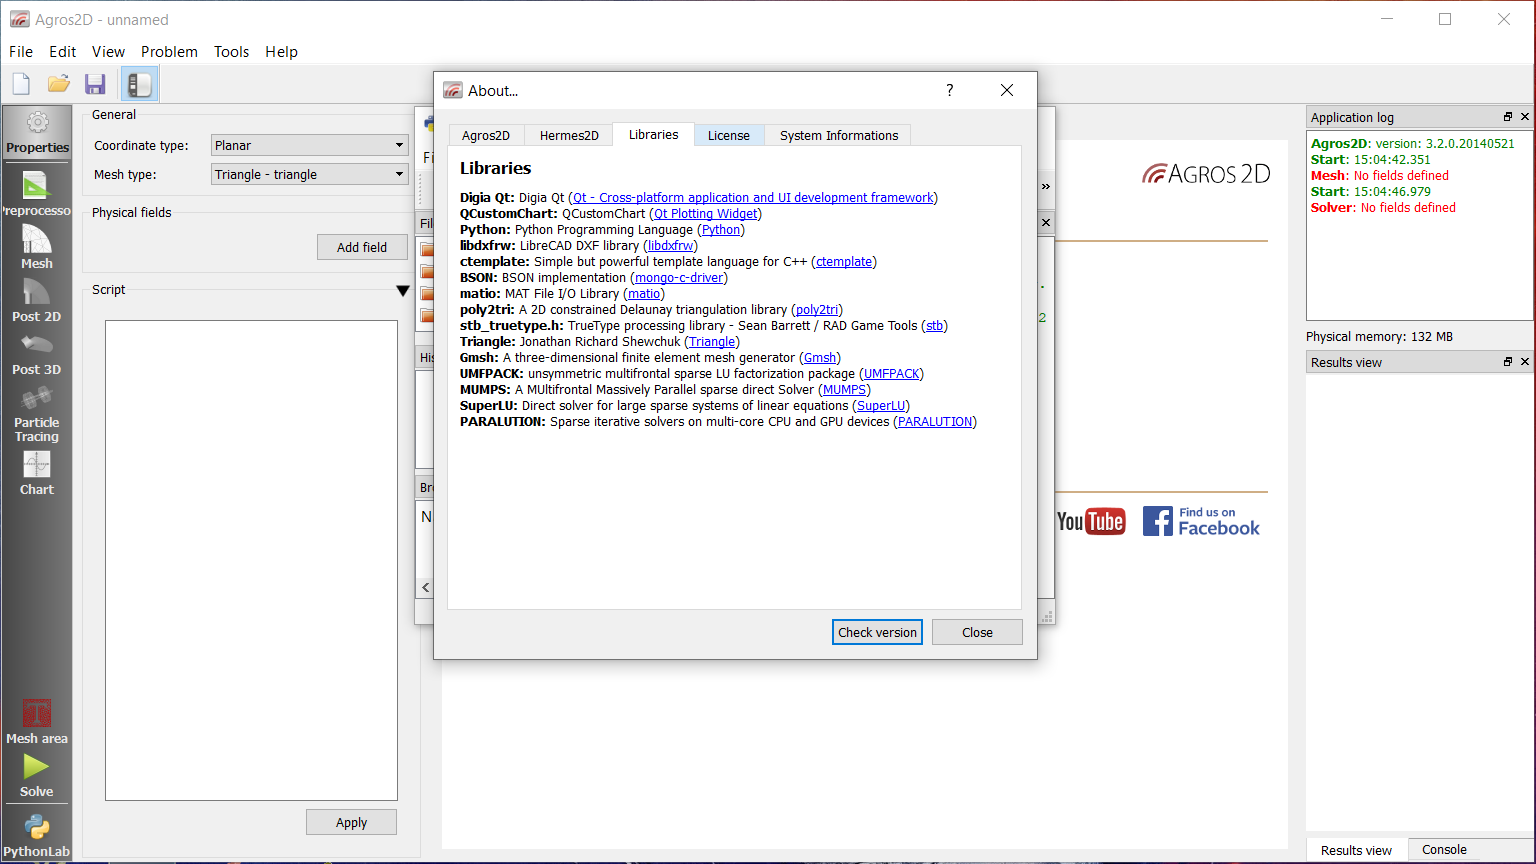 Agros2D - unnamed
File Edit View Problem Tools Help
Properties
Preprocesso
Mesh
Post 2D
Post 3D
Particle
Tracing
Chart
Mesh area
Solve
PythonLab
General
Coordinate type: Planar
Mesh type: Triangle - triangle
Physical fields
Add field
Script
Apply
Fi
Fil
His
Bro
N
About...
?
Agros2D Hermes2D Libraries License System Informations
Libraries
Digia Qt: Digia Qt (Qt - Cross-platform application and UI development framework)
QCustomChart: QCustomChart (Qt Plotting Widget)
Python: Python Programming Language (Python)
libdxfrw: LibreCAD DXF library (libdxfrw)
ctemplate: Simple but powerful template language for C++ (ctemplate)
BSON: BSON implementation (mongo-c-driver)
matio: MAT File I/O Library (matio)
poly2tri: A 2D constrained Delaunay triangulation library (poly2tri)
stb_truetype.h: TrueType processing library - Sean Barrett / RAD Game Tools (stb)
Triangle: Jonathan Richard Shewchuk (Triangle)
Gmsh: A three-dimensional finite element mesh generator (Gmsh)
UMFPACK: unsymmetric multifrontal sparse LU factorization package (UMFPACK)
MUMPS: A MUltifrontal Massively Parallel sparse direct Solver (MUMPS)
SuperLU: Direct solver for large sparse systems of linear equations (SuperLU)
PARALUTION: Sparse iterative solvers on multi-core CPU and GPU devices (PARALUTION)
Check version Close
»
.
2
AGROS 2D
YouTube
Find us on
Facebook
Application log
Agros2D: version: 3.2.0.20140521
Start: 15:04:42.351
Mesh: No fields defined
Start: 15:04:46.979
Solver: No fields defined
Physical memory: 132 MB
Results view
Results view Console